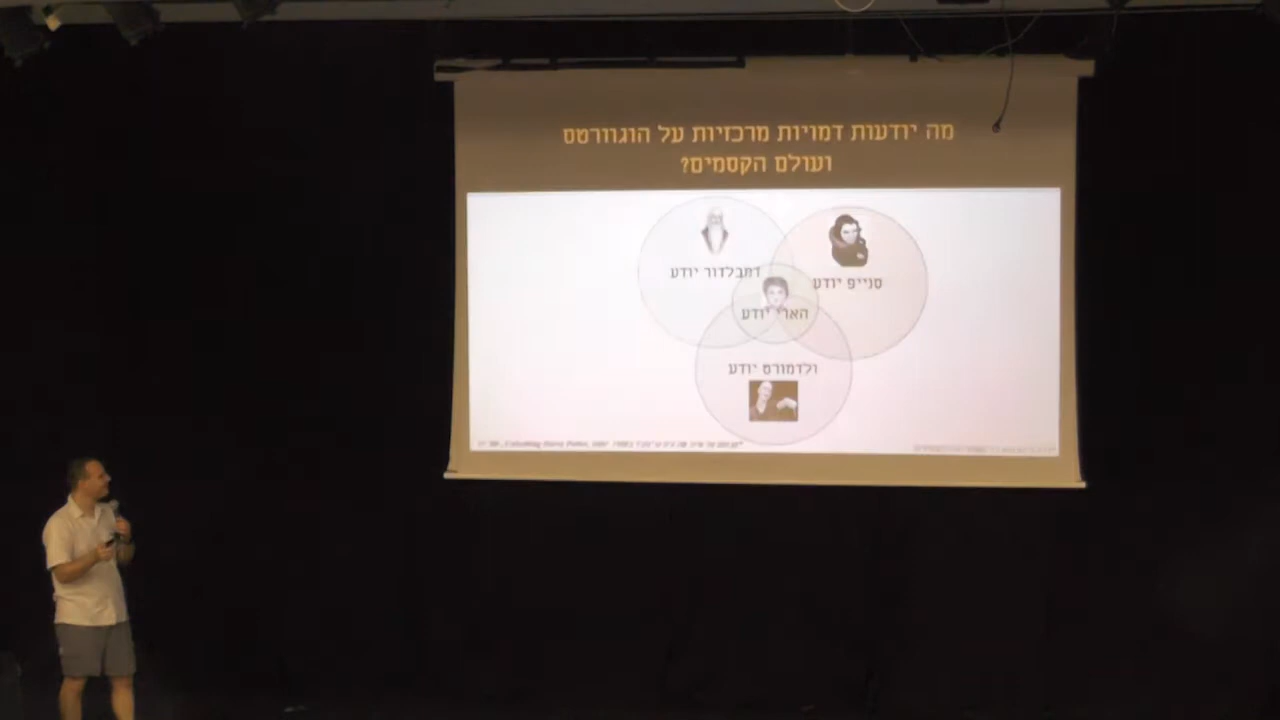 מה יודעות דמויות מרכזיות על הוגוורטס
ועולם הקסמים?
דמבלדור יודע
סנייפ יודע
הארי יודע
ולדמורט יודע